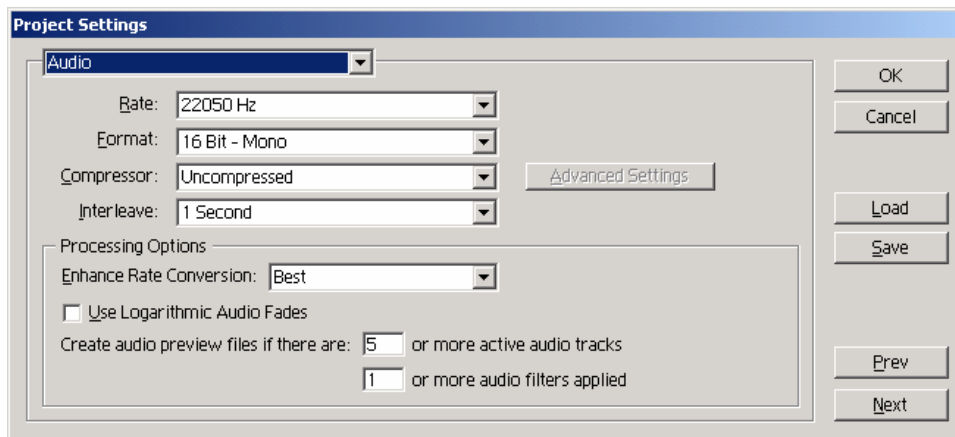 Project Settings
Audio
OK
Rate: 22050 Hz
Cancel
Format: 16 Bit - Mono
Compressor: Uncompressed
Advanced Settings
Interleave: 1 Second
Load
Save
Processing Options
Enhance Rate Conversion: Best
Use Logarithmic Audio Fades
Create audio preview files if there are: 5 or more active audio tracks
1 or more audio filters applied
Prev
Next